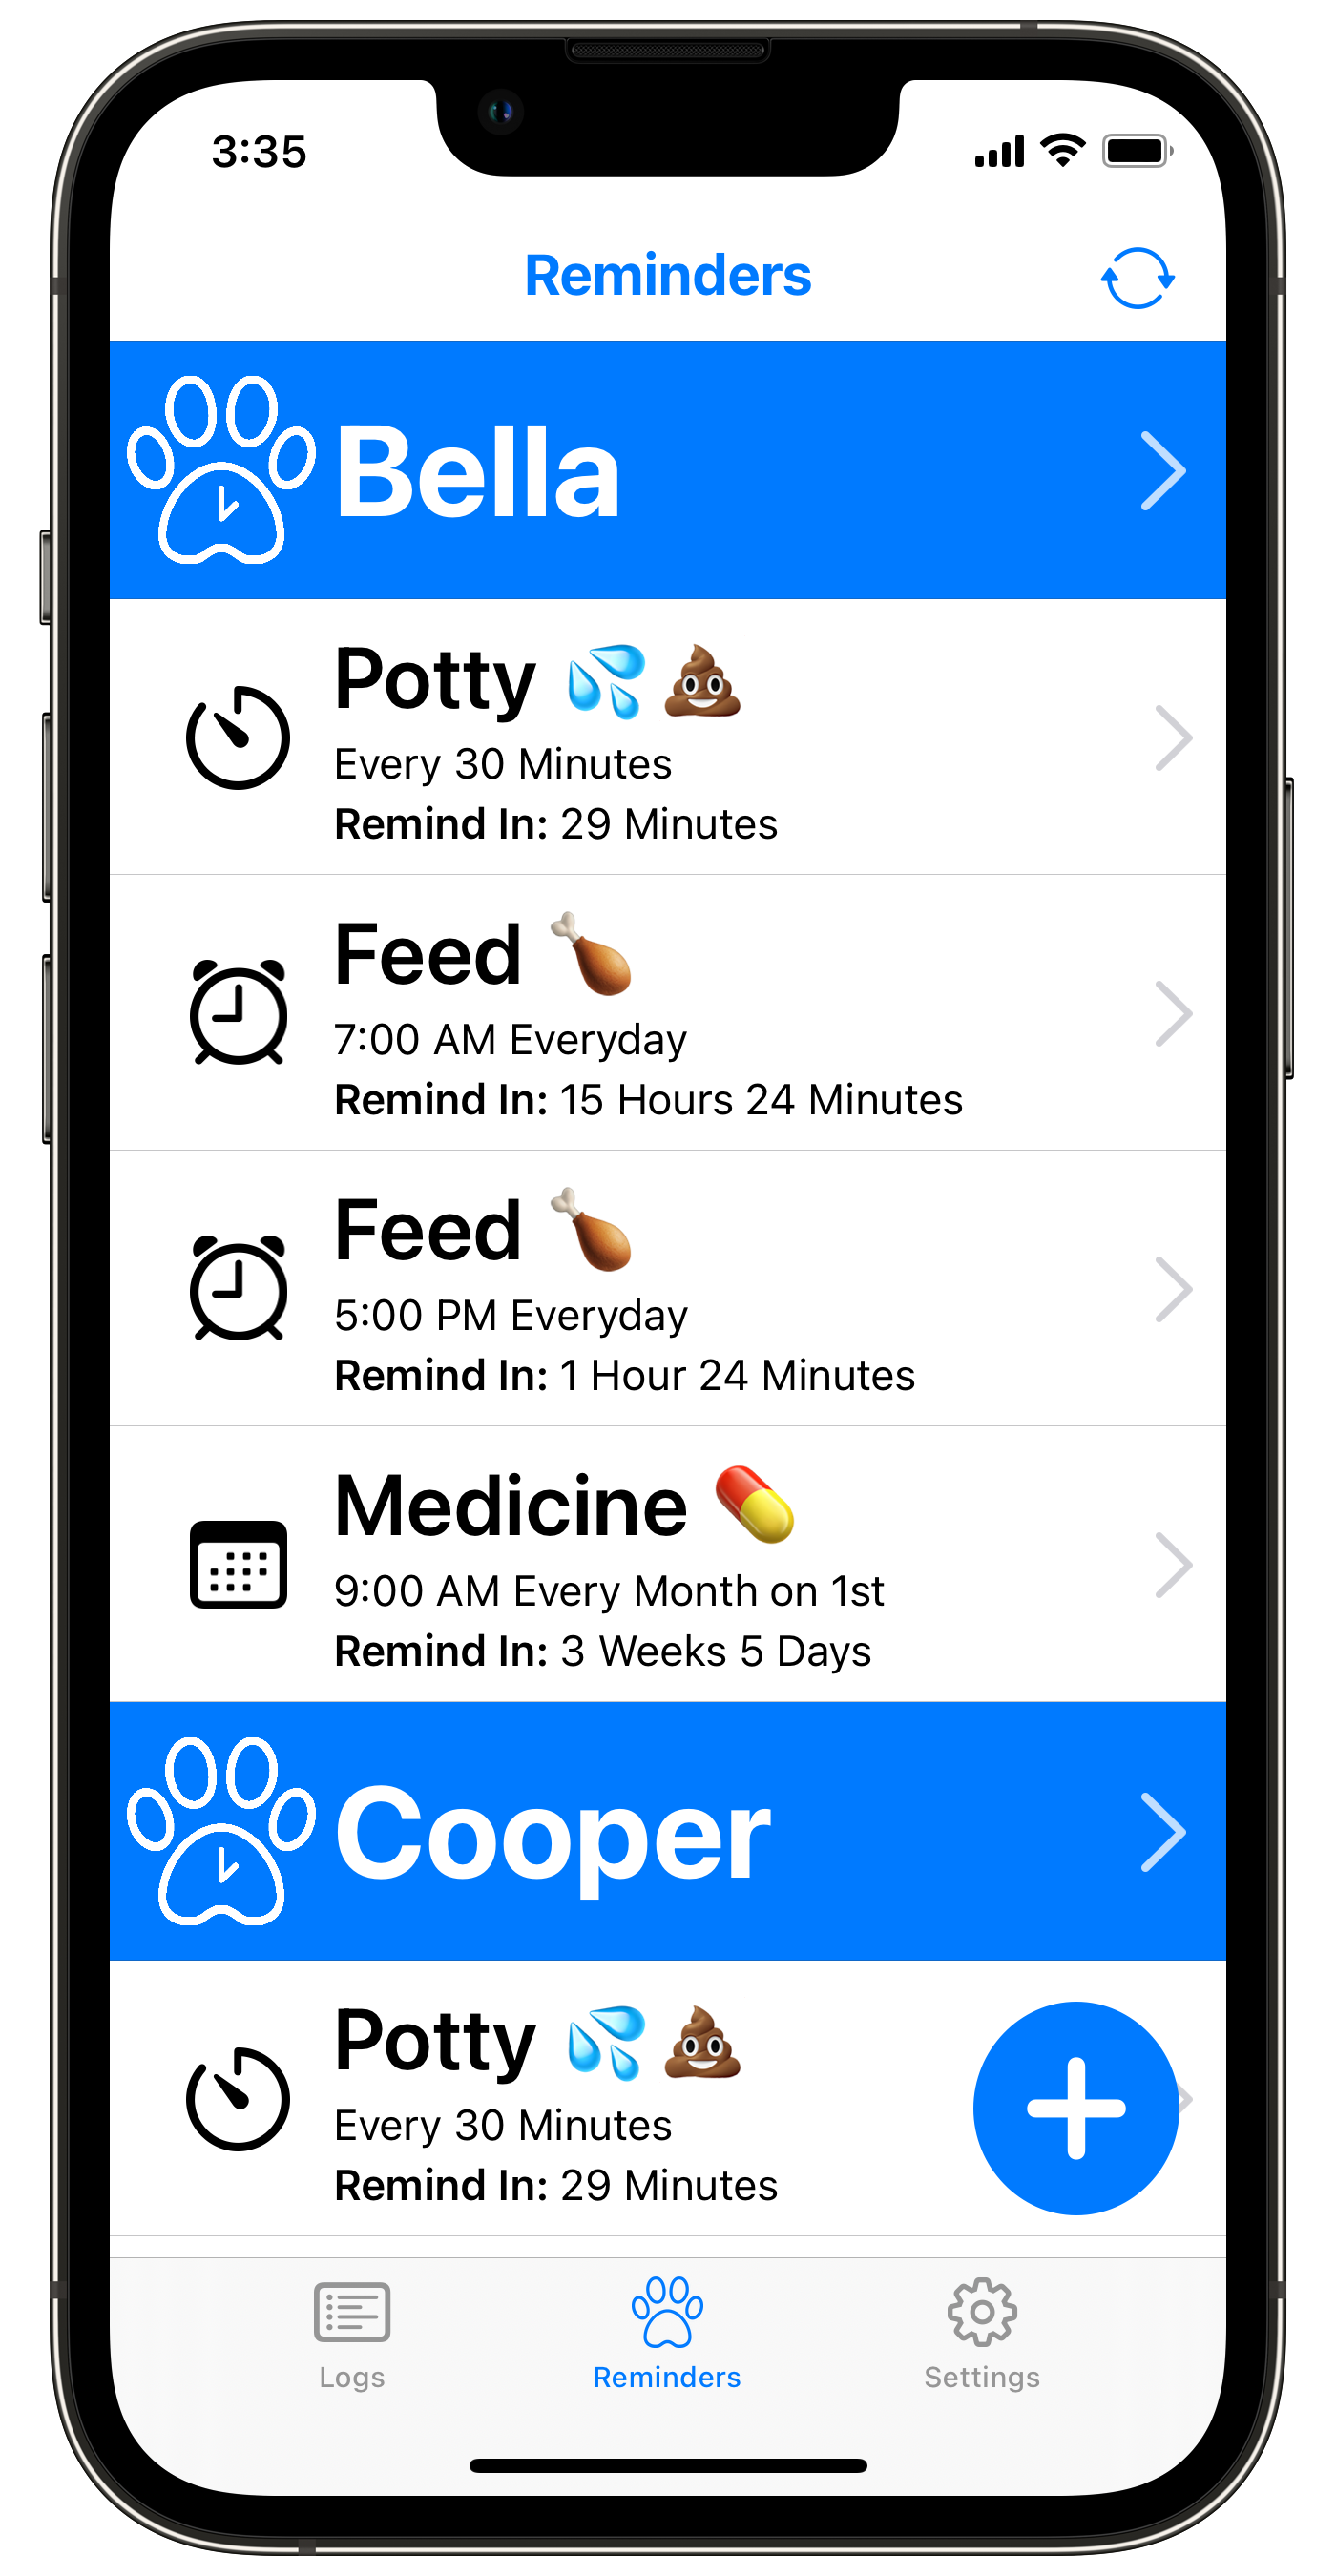 3:35
Reminders
Bella
Potty 💦 💩
Every 30 Minutes
Remind In: 29 Minutes
Feed 🍗
7:00 AM Everyday
Remind In: 15 Hours 24 Minutes
Feed 🍗
5:00 PM Everyday
Remind In: 1 Hour 24 Minutes
Medicine 💊
9:00 AM Every Month on 1st
Remind In: 3 Weeks 5 Days
Cooper
Potty 💦 💩
Every 30 Minutes
Remind In: 29 Minutes
Logs
Reminders
Settings